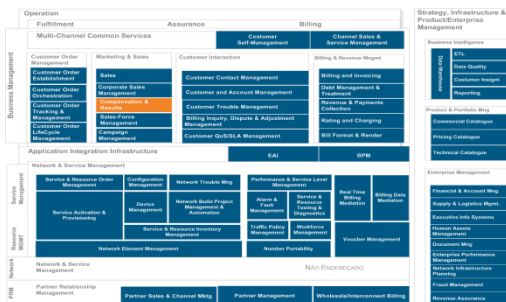 Operation
Fulfillment
Assurance
Billing
Multi-Channel Common Services
Costumer
Self-Management
Channel Sales &
Service Management
Business Management
Customer Order
Management
Customer Order
Establishment
Customer Order
Orchestration
Customer Order
Tracking &
Management
Customer Order
LifeCycle
Management
Marketing & Sales
Sales
Corporate Sales
Management
Compensation &
Results
Sales-Force
Management
Campaign
Management
Customer Interaction
Customer Contact Management
Customer and Account Management
Customer Trouble Management
Billing Inquiry, Dispute & Adjustment
Management
Customer QoS/SLA Management
Billing & Revenue Mngmt
Billing and Invoicing
Debt Management &
Treatment
Revenue & Payments
Collection
Rating and Charging
Bill Format & Render
Application Integration Infrastructure
EAI
BPM
Network & Service Management
Service
Management
Resource
MGMT
Service & Resource Order
Management
Configuration
Management
Network Trouble Mng
Service Activation &
Provisioning
Device
Management
Network Build Project
Management &
Automation
Service & Resource Inventory
Management
Network Element Management
Performance & Service Level
Management
Alarm &
Fault
Management
Service &
Resource
Testing &
Diagnostics
Traffic Policy
Management
Workforce
Management
Number Portability
Real Time
Billing
Mediation
Billing Data
Mediation
Voucher Management
Network
Network & Service
Management
NÃO ENDEREÇADO
PRM
Partner Relationship
Management
Partner Sales & Channel Mktg
Partner Management
Wholesale/Interconnect Billing
Strategy, Infrastructure &
Product/Enterprise
Management
Business Intelligence
Data Warehouse
ETL
Data Quality
Costumer Insight
Reporting
Product & Portfolio Mng
Commercial Catalogue
Pricing Catalogue
Technical Catalogue
Enterprise Management
Financial & Accounting Mng
Supply & Logistics Mgmt.
Executive Info Systems
Human Assets
Management
Document Mng
Enterprise Performance
Management
Network Infrastructure
Planning
Fraud Management
Revenue Assurance